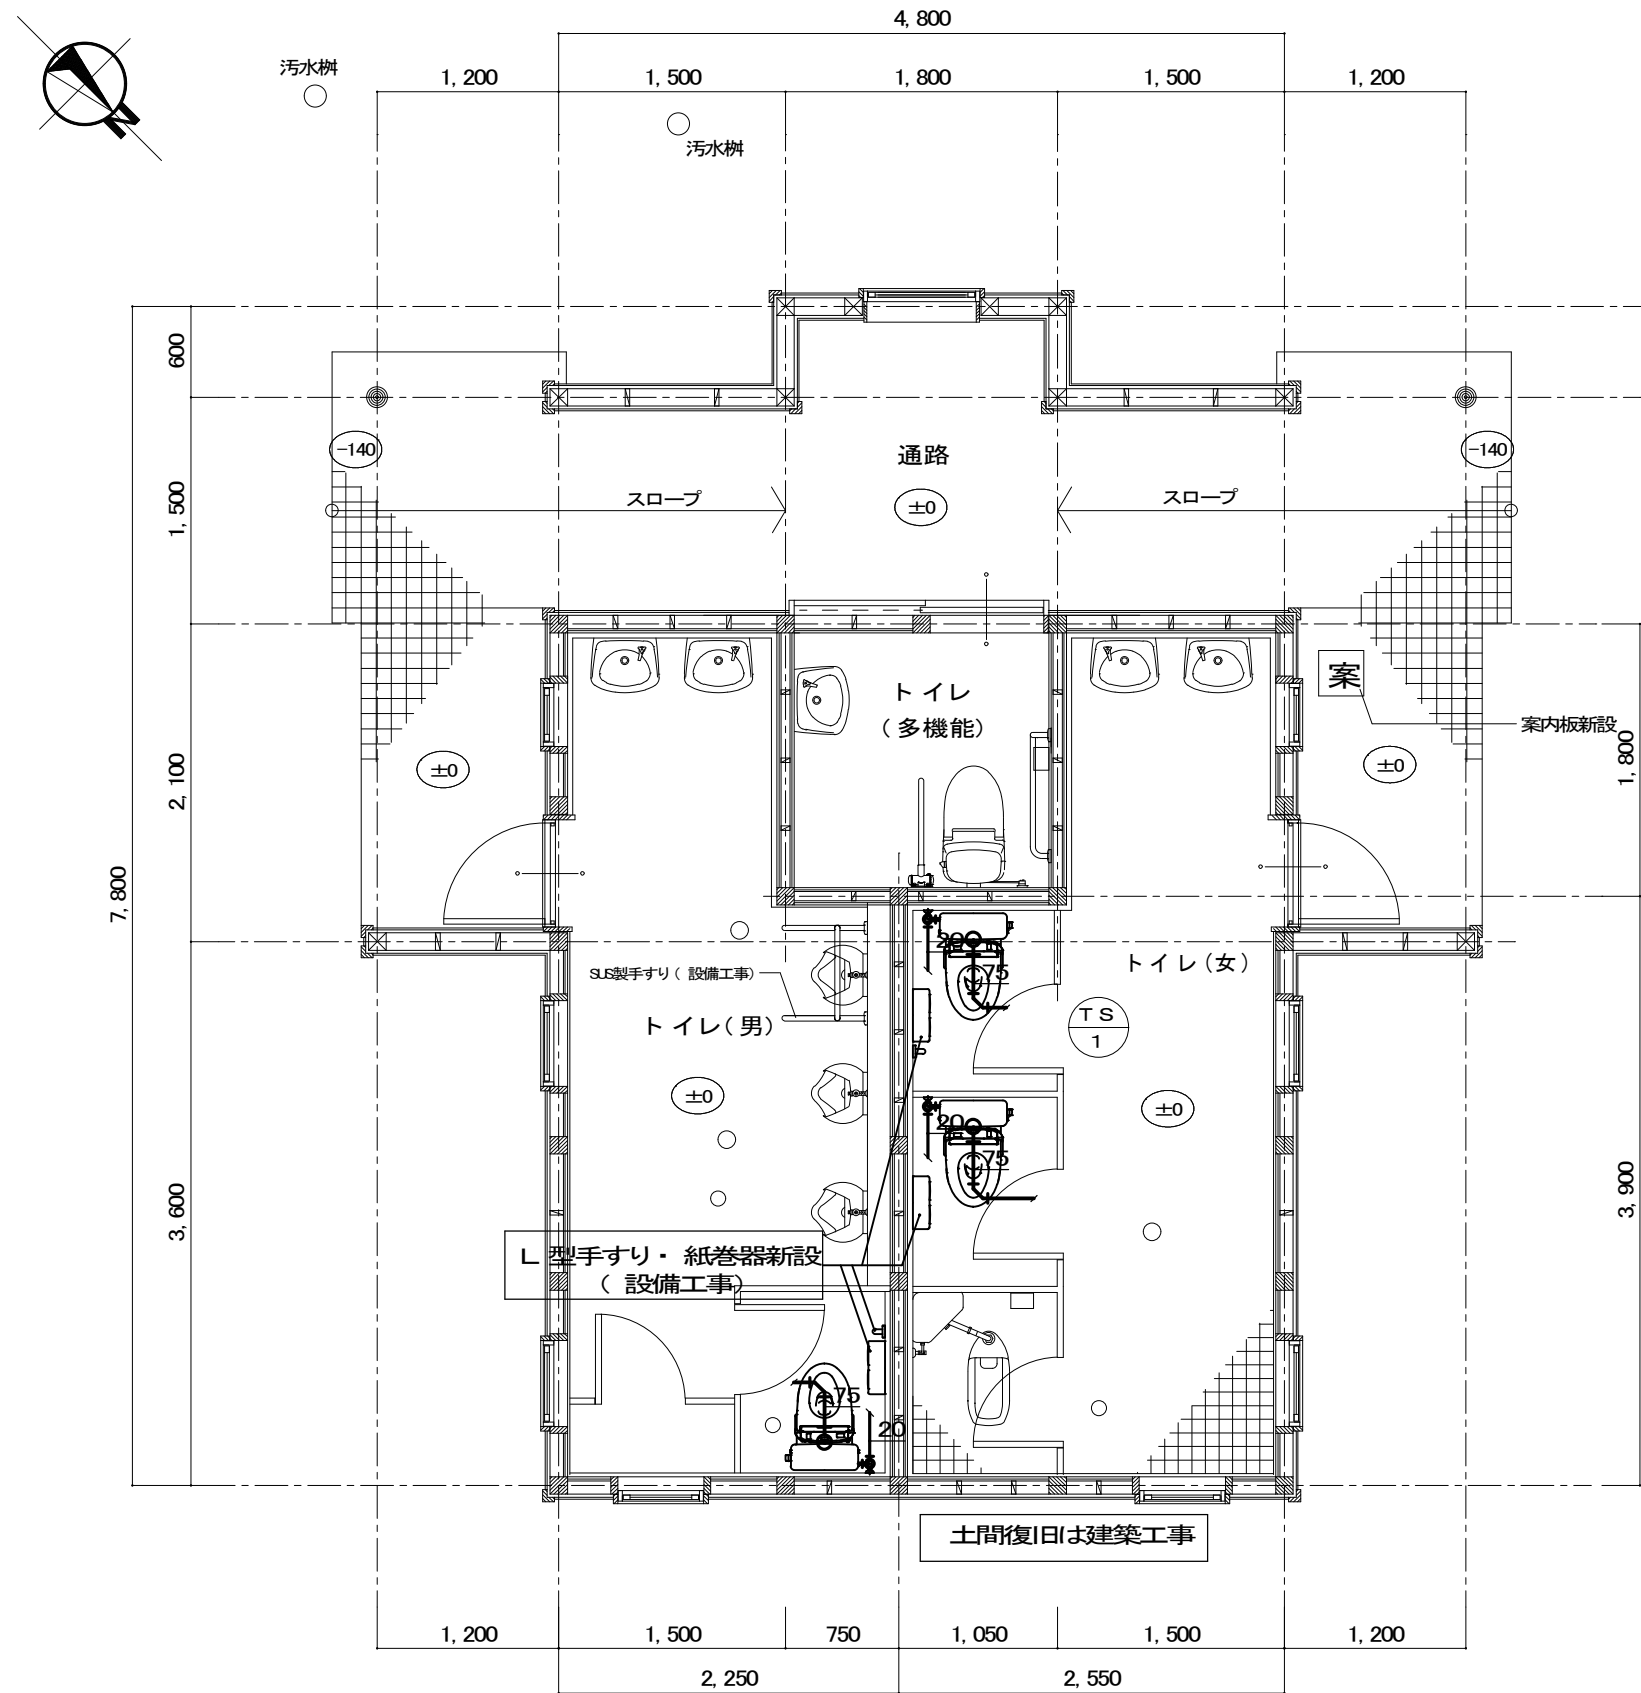 4,800
汚水桝
1,200
1,500
1,800
1,500
1,200
汚水桝
N
600
-140
通路
-140
スロープ
スロープ
±0
1,500
トイレ
(多機能)
案
案内板新設
±0
±0
2,100
1,800
7,800
20
75
トイレ(女)
SUS製手すり(設備工事)
トイレ(男)
TS
1
±0
±0
20
75
3,600
3,900
L型手すり・紙巻器新設
(設備工事)
75
20
土間復旧は建築工事
1,200
1,500
750
1,050
1,500
1,200
2,250
2,550